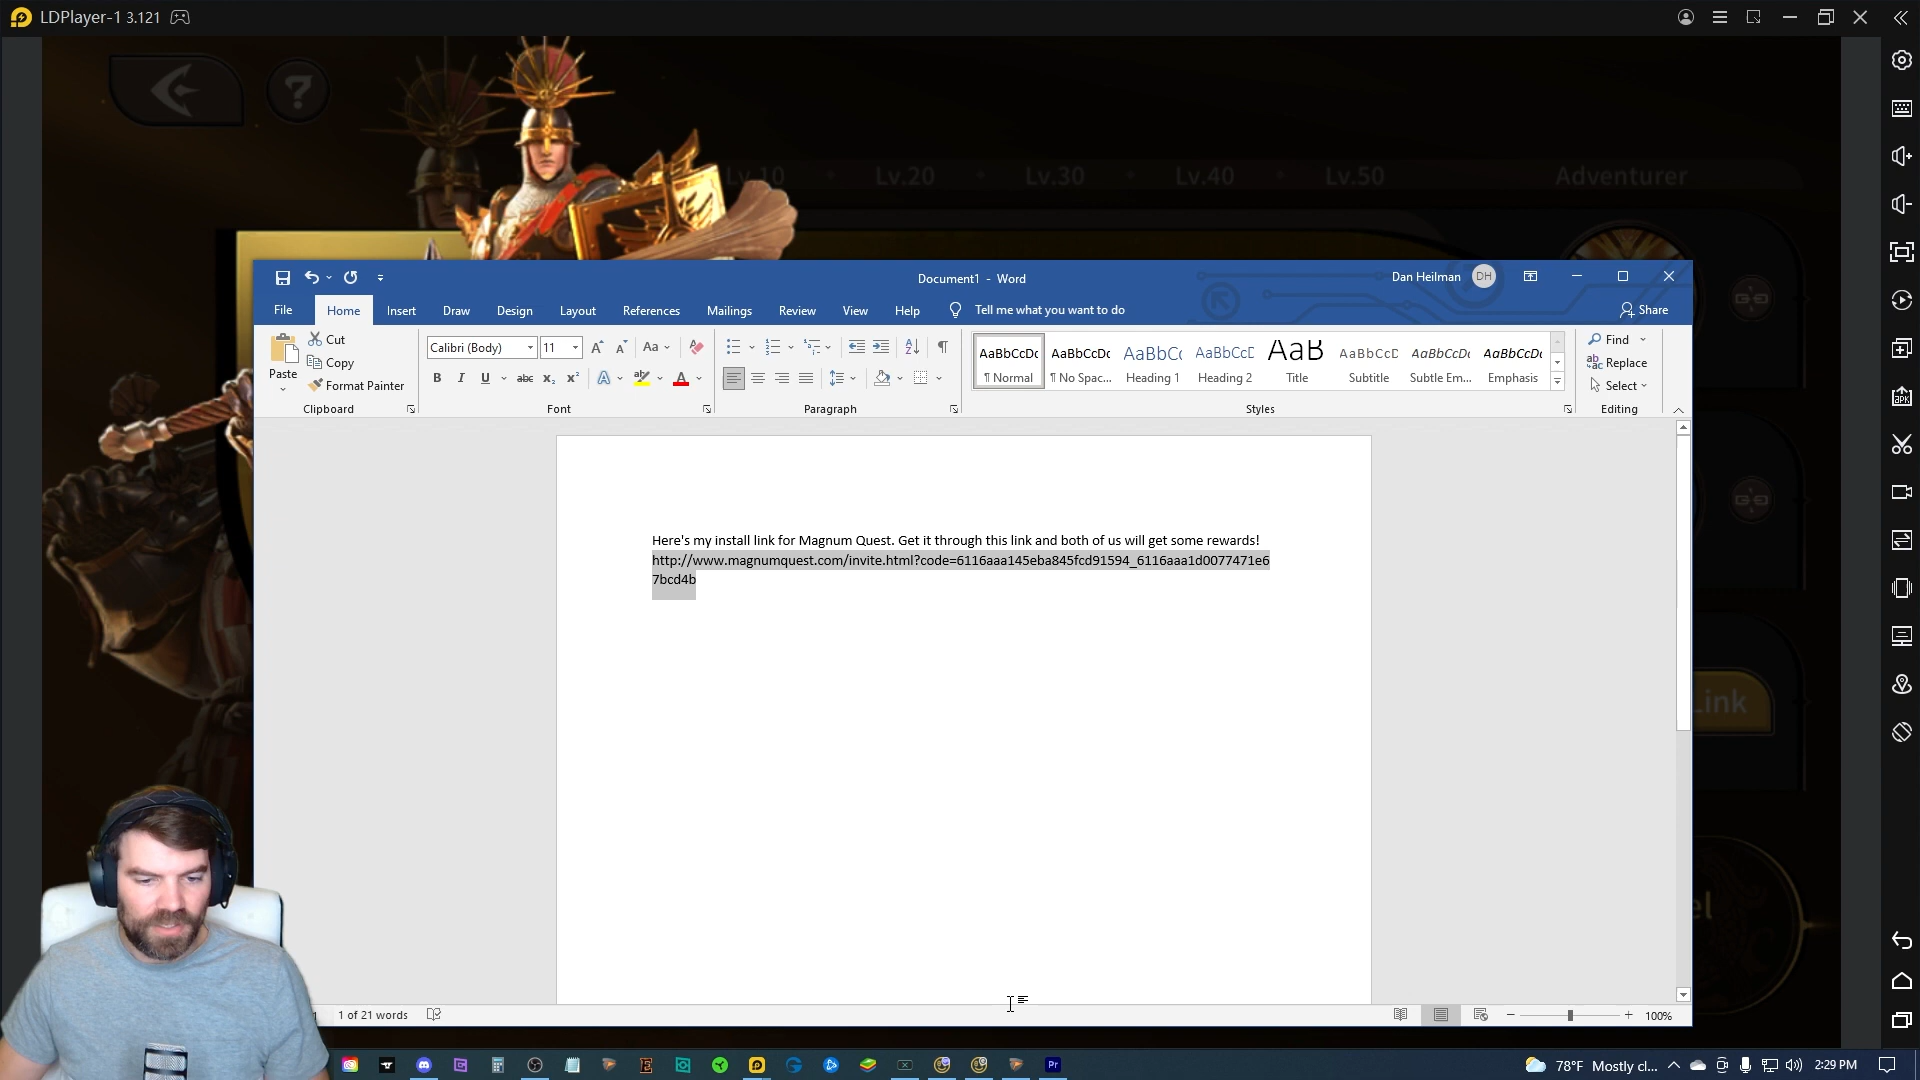 LDPlayer-1 3.121
?
Lv.10
Lv.20
Lv.30
Lv.40
Lv.50
Adventurer
Document1 - Word
Dan Heilman
DH
File
Home
Insert
Draw
Design
Layout
References
Mailings
Review
View
Help
Tell me what you want to do
Share
Paste
Cut
Copy
Format Painter
Clipboard
Calibri (Body)
11
Font
Paragraph
AaBbCcDc
¶ Normal
AaBbCcDc
¶ No Spac...
AaBbC
Heading 1
AaBbCcD
Heading 2
AaB
Title
AaBbCcD
Subtitle
AaBbCcDc
Subtle Em...
AaBbCcDc
Emphasis
Styles
Find
Replace
Select
Editing
Here's my install link for Magnum Quest. Get it through this link and both of us will get some rewards!
http://www.magnumquest.com/invite.html?code=6116aaa145eba845fcd91594_6116aaa1d0077471e6
7bcd4b
Link
1 of 21 words
100%
78°F Mostly cl...
2:29 PM